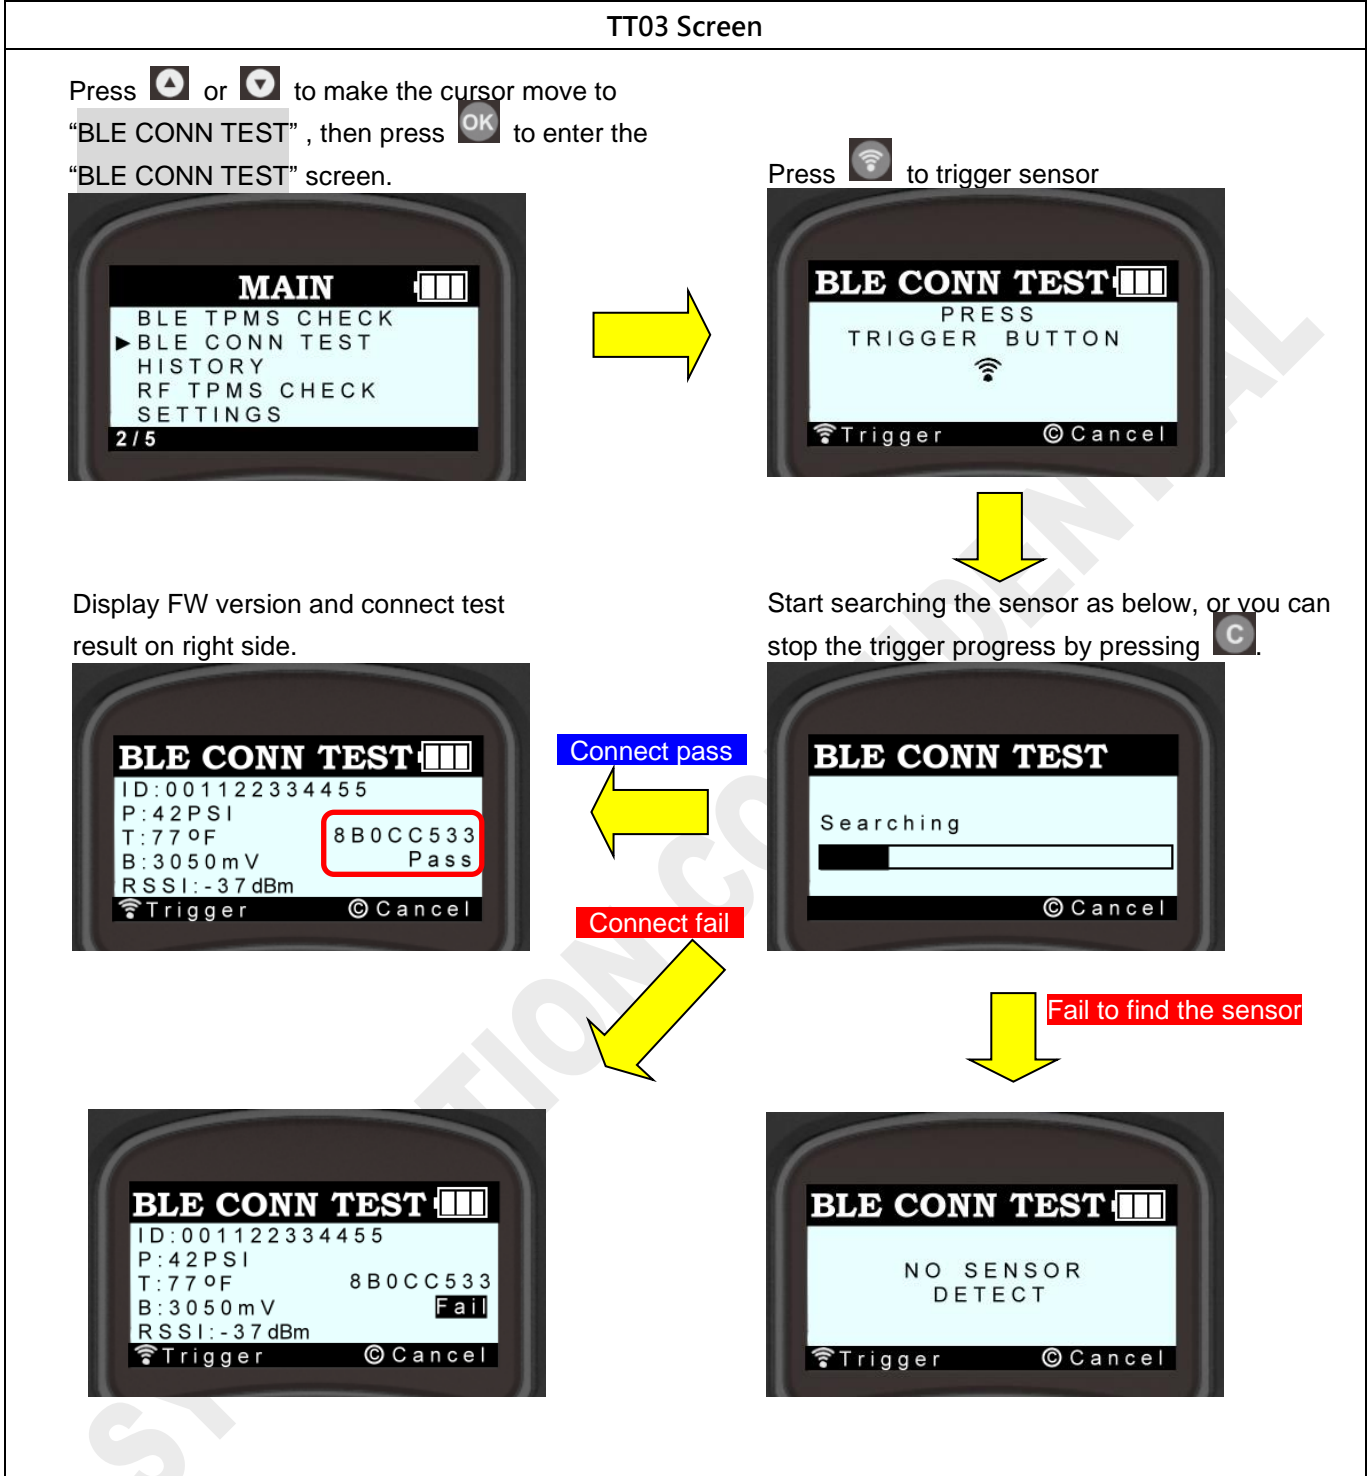 TT03 Screen
Press or to make the cursor move to
“BLE CONN TEST” , then press OK to enter the
“BLE CONN TEST” screen.
MAIN
BLE TPMS CHECK
▶BLE CONN TEST
HISTORY
RF TPMS CHECK
SETTINGS
2/5
Press to trigger sensor
BLE CONN TEST
PRESS
TRIGGER BUTTON
Trigger ©Cancel
Start searching the sensor as below, or you can
stop the trigger progress by pressing C.
BLE CONN TEST
Searching
©Cancel
Connect pass
Display FW version and connect test
result on right side.
BLE CONN TEST
ID:001122334455
P:42PSI
T:77ºF 8B0CC533
B:3050mV Pass
RSSI:-37dBm
Trigger ©Cancel
Connect fail
BLE CONN TEST
ID:001122334455
P:42PSI
T:77ºF 8B0CC533
B:3050mV Fail
RSSI:-37dBm
Trigger ©Cancel
Fail to find the sensor
BLE CONN TEST
NO SENSOR
DETECT
Trigger ©Cancel